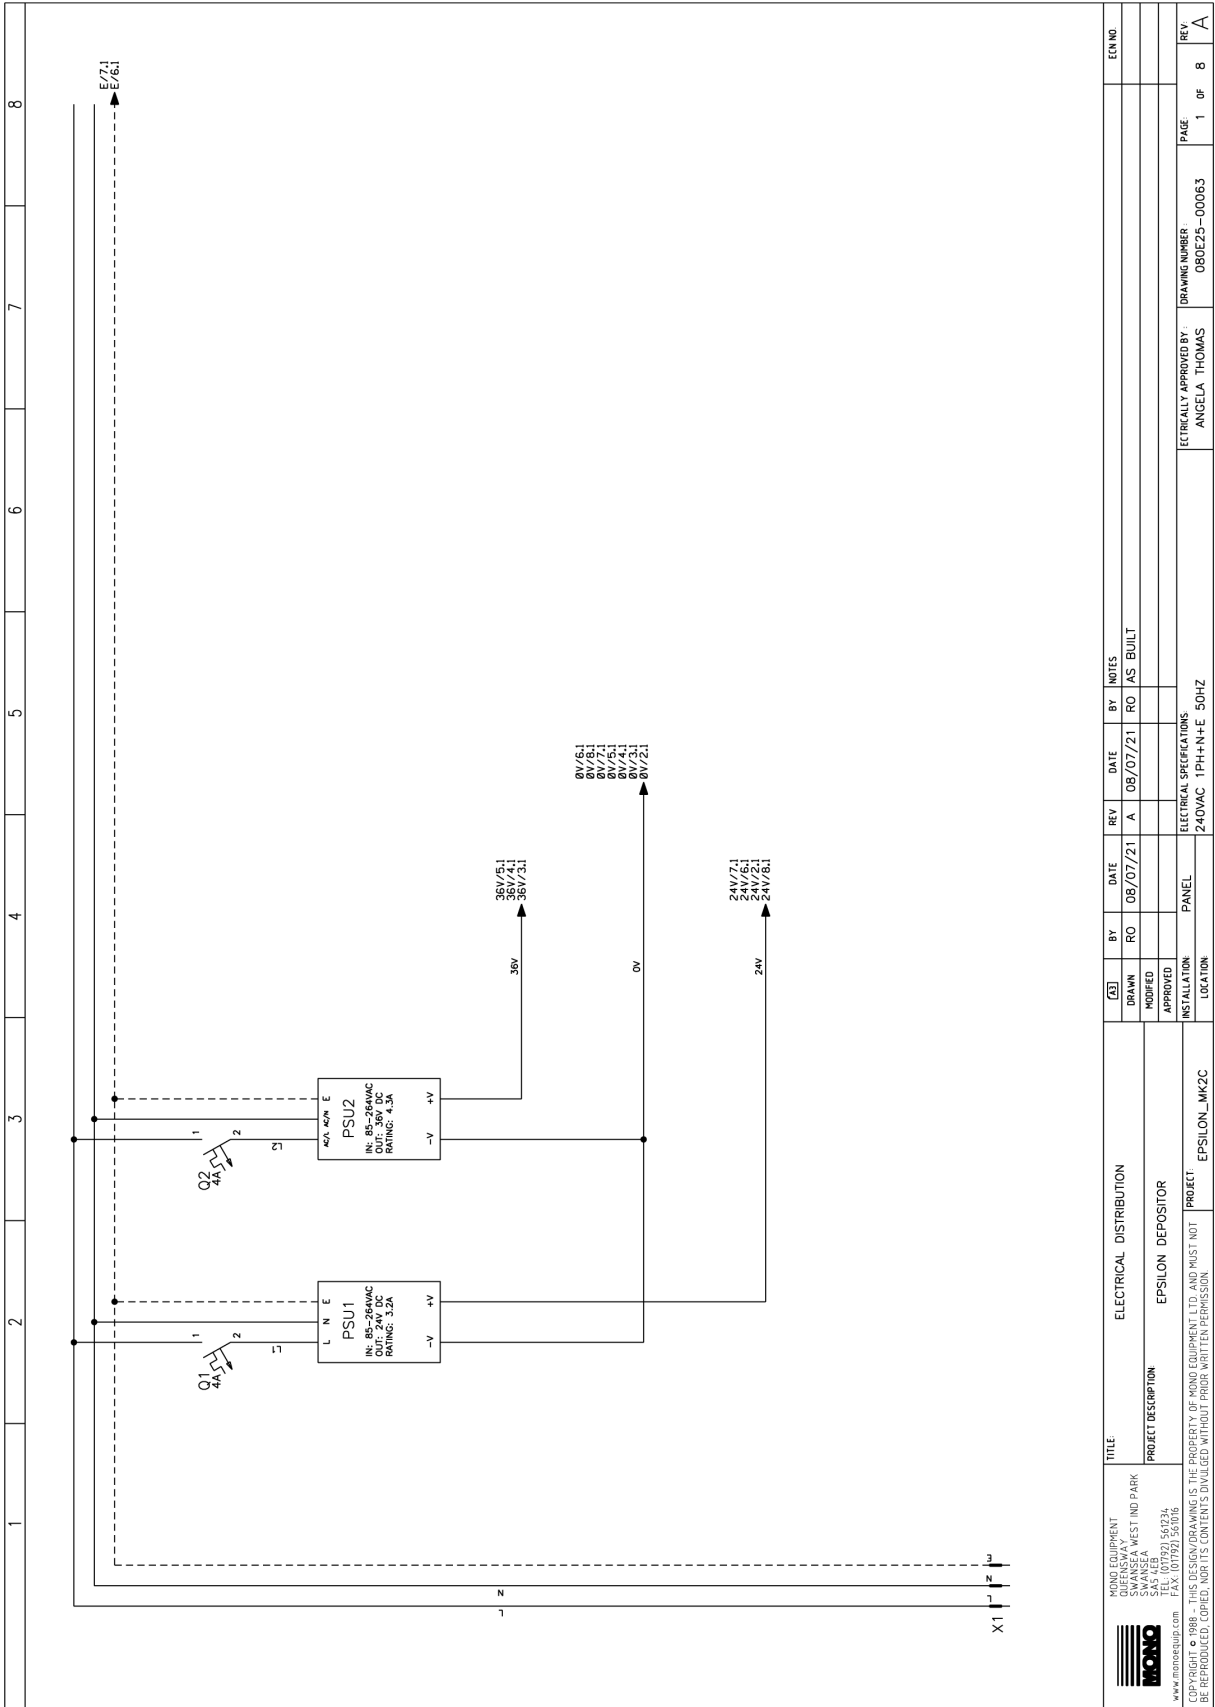 1
2
3
4
5
6
7
8
E/7.1
E/6.1
Q1
4A
1
2
L1
Q2
4A
1
2
L2
L N E
PSU1
IN: 85-264VAC
OUT: 24V DC
RATING: 3.2A
-V +V
AC/L AC/N E
PSU2
IN: 85-264VAC
OUT: 36V DC
RATING: 4.3A
-V +V
36V
36V/5.1
36V/4.1
36V/3.1
0V
0V/6.1
0V/8.1
0V/7.1
0V/5.1
0V/4.1
0V/3.1
0V/2.1
24V
24V/7.1
24V/6.1
24V/2.1
24V/8.1
L
N
X1
L
N
E
MONO
www.monoequip.com
MONO EQUIPMENT
QUEENSWAY
SWANSEA WEST IND PARK
SWANSEA
SA5 4EB
TEL: (01792) 561234
FAX: (01792) 561016
COPYRIGHT © 1988 - THIS DESIGN/DRAWING IS THE PROPERTY OF MONO EQUIPMENT LTD. AND MUST NOT
BE REPRODUCED, COPIED, NOR ITS CONTENTS DIVULGED WITHOUT PRIOR WRITTEN PERMISSION.
TITLE:
ELECTRICAL DISTRIBUTION
PROJECT DESCRIPTION:
EPSILON DEPOSITOR
PROJECT:
EPSILON_MK2C
A3 BY DATE REV DATE BY NOTES ECN NO.
DRAWN RO 08/07/21 A 08/07/21 RO AS BUILT
MODIFIED
APPROVED
INSTALLATION: PANEL
LOCATION:
ELECTRICAL SPECIFICATIONS:
240VAC 1PH+N+E 50HZ
ECTRICALLY APPROVED BY :
ANGELA THOMAS
DRAWING NUMBER :
080E25-00063
PAGE:
1 OF 8
REV:
A